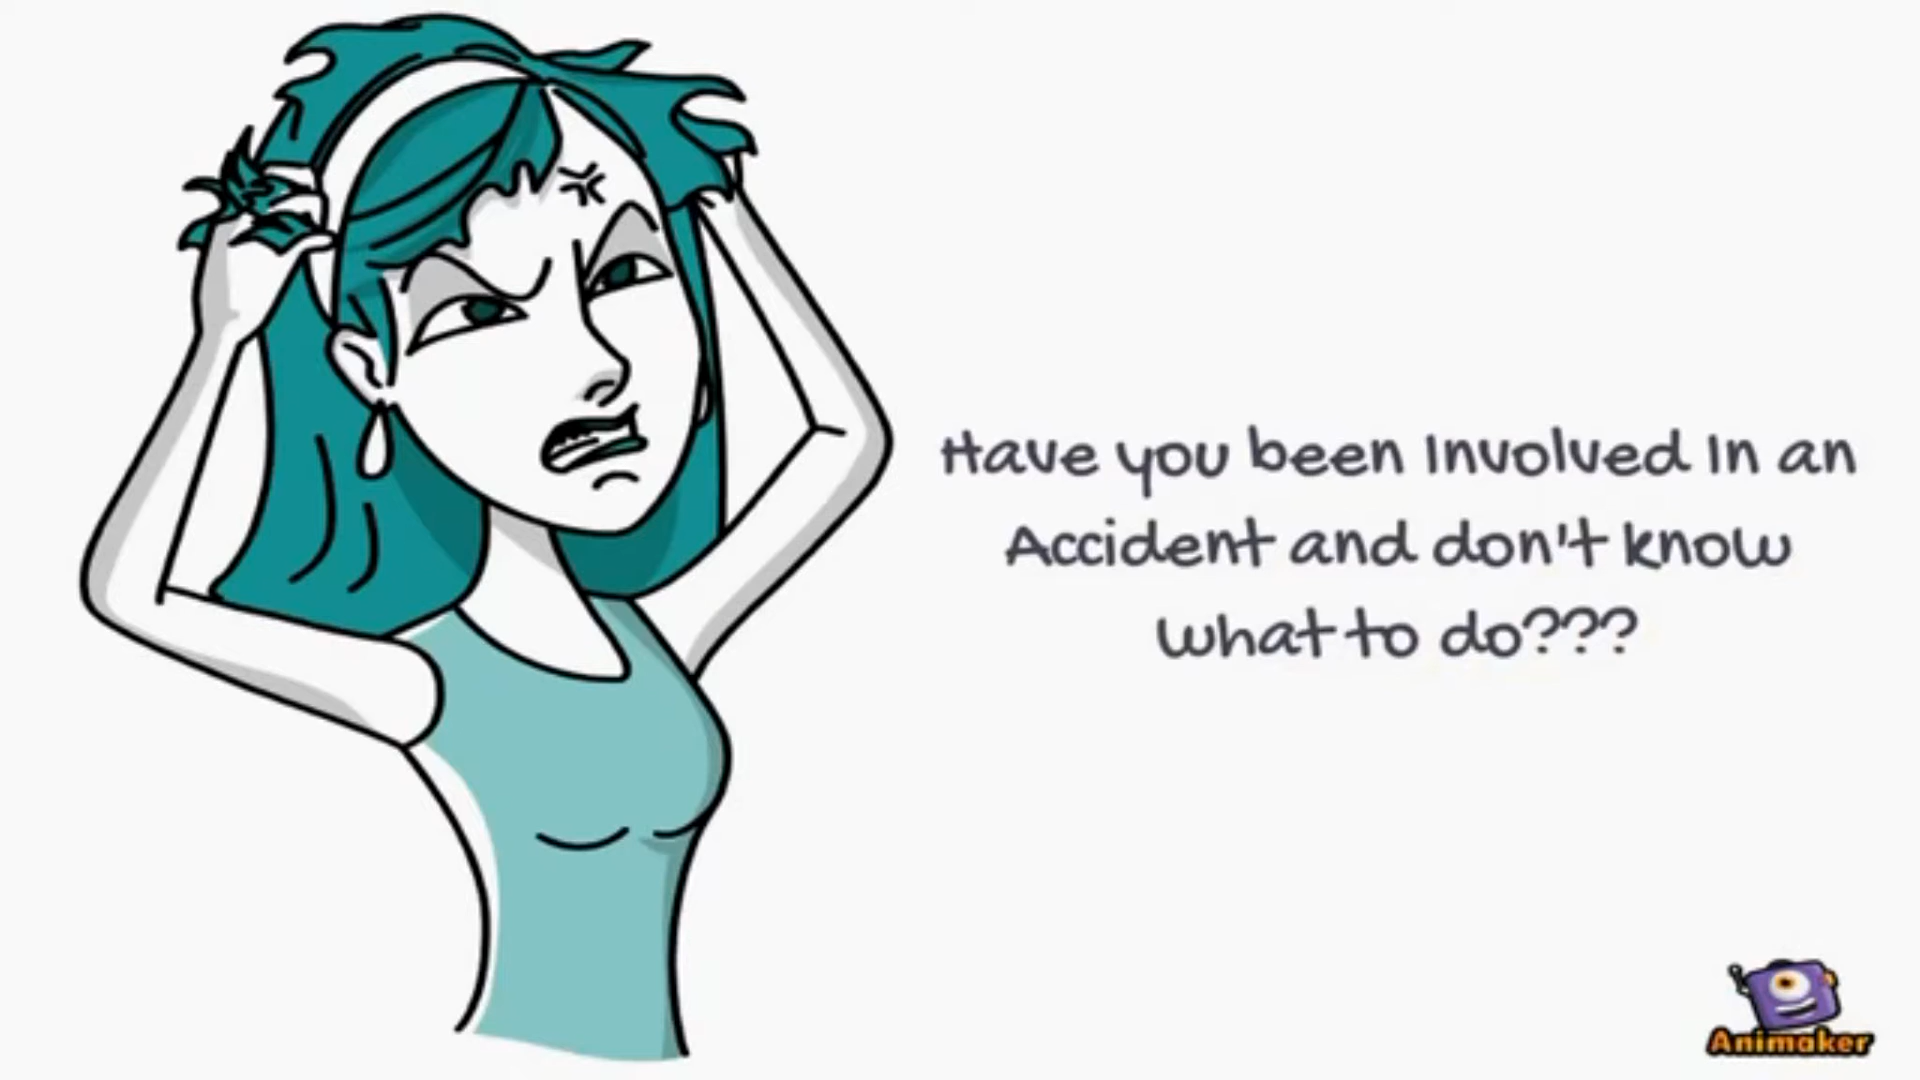 Have you been Involved In an
Accident and don't know
what to do???
Animaker